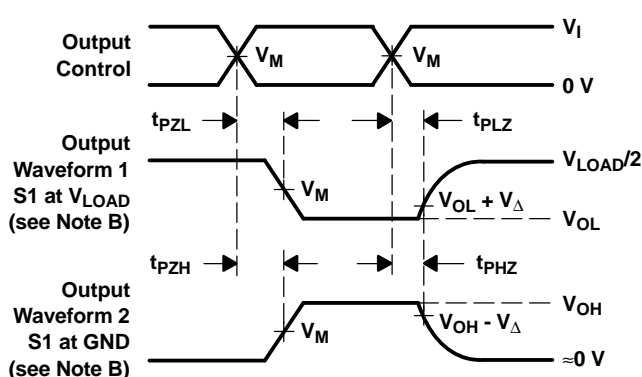 Output
Control
V_M
V_M
V_I
0 V
t_PZL
t_PLZ
Output
Waveform 1
S1 at V_LOAD
(see Note B)
V_M
V_LOAD/2
V_OL + V_Δ
V_OL
t_PZH
t_PHZ
Output
Waveform 2
S1 at GND
(see Note B)
V_M
V_OH
V_OH - V_Δ
≈0 V